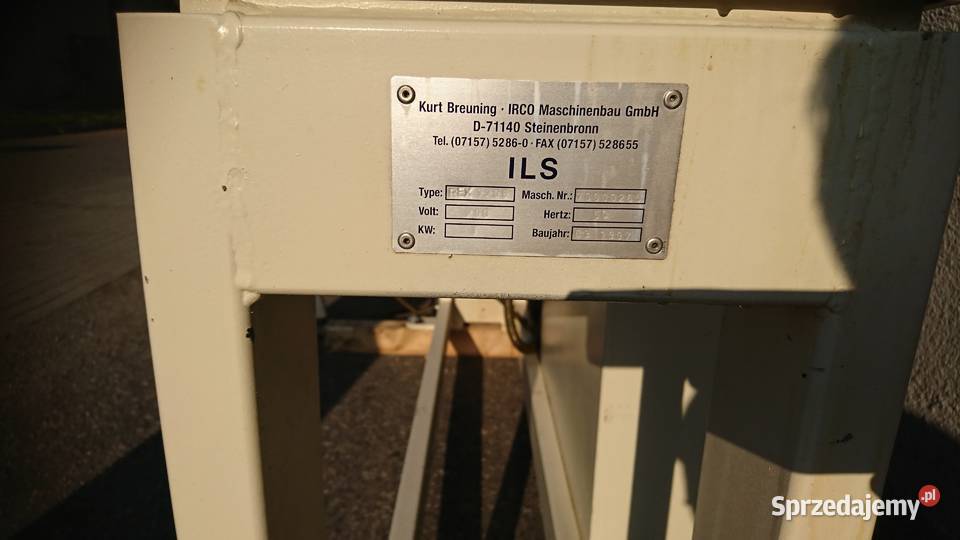 Kurt Breuning · IRCO Maschinenbau GmbH
D-71140 Steinenbronn
Tel. (07157) 5286-0 · FAX (07157) 528655
ILS
Type: Masch. Nr.:
Volt: Hertz:
KW: Baujahr:
Sprzedajemy.pl